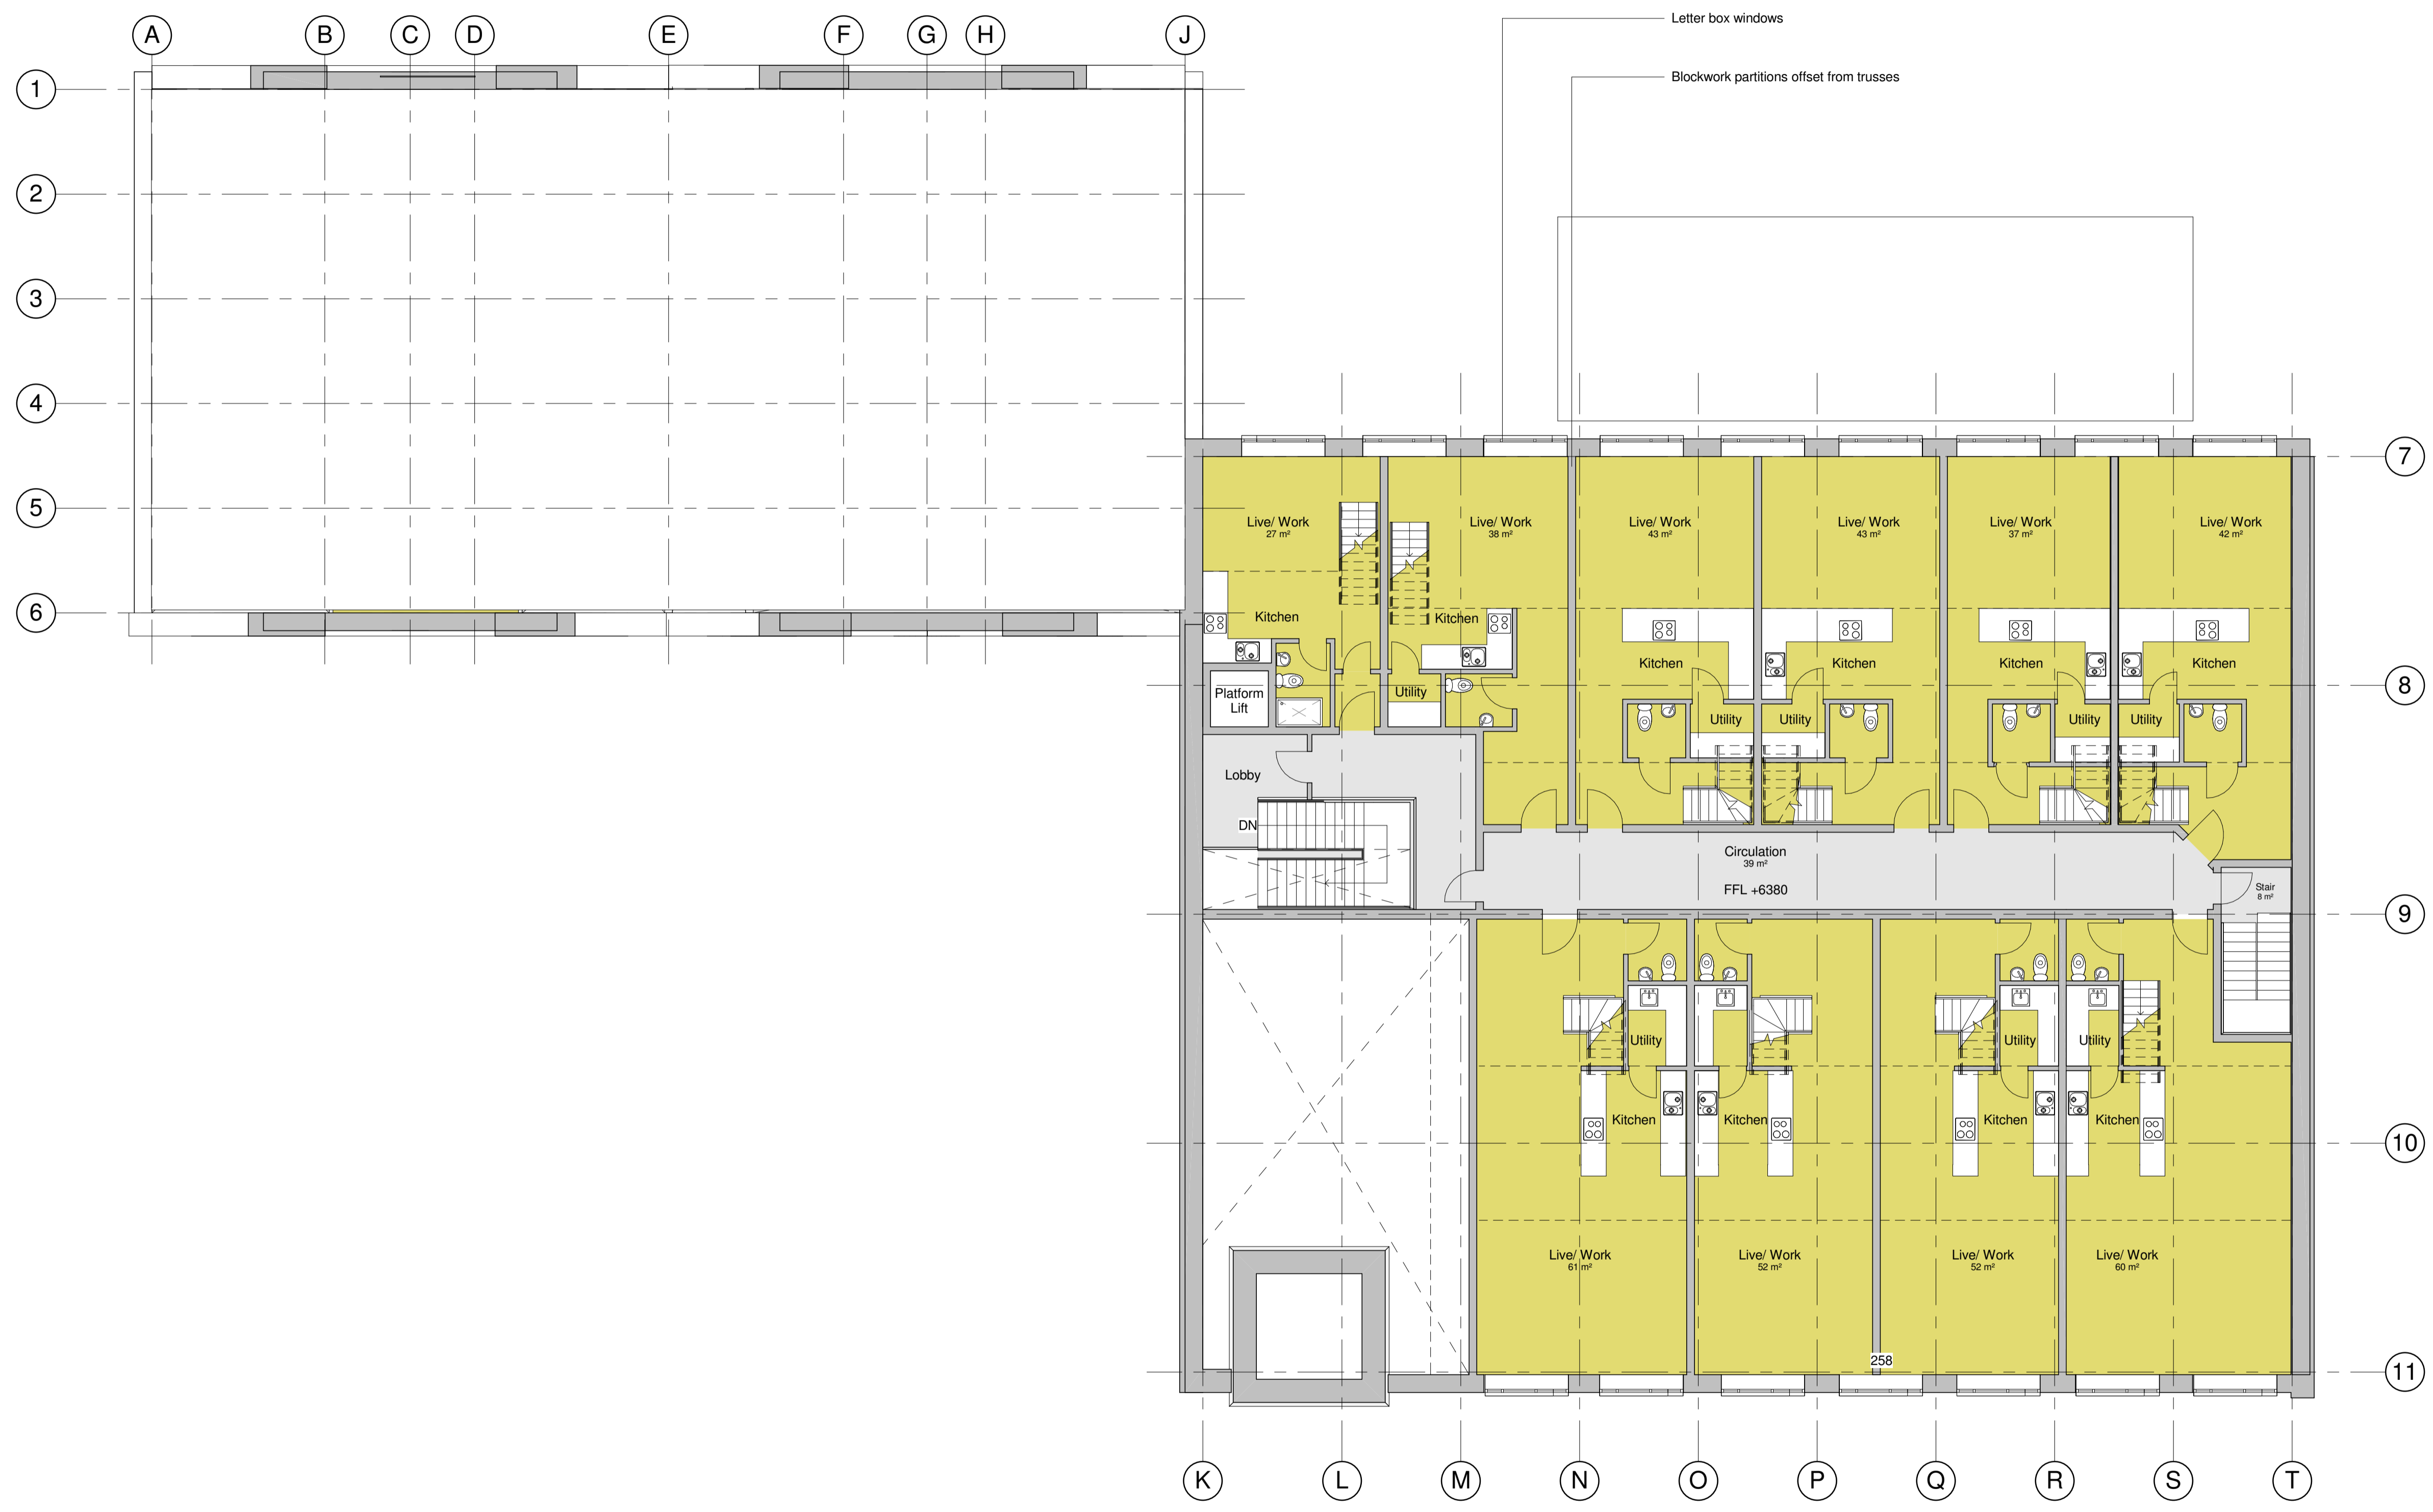 Letter box windows
A B C D E F G H J
Blockwork partitions offset from trusses
1
2
3
4
7
5
Live/ Work Live/ Work Live/ Work Live/ Work Live/ Work Live/ Work
27 m² 38 m² 43 m² 43 m² 37 m² 42 m²
6
Kitchen Kitchen
Kitchen Kitchen Kitchen Kitchen
8
Platform
Lift
Utility
Utility Utility Utility Utility
Lobby
DN
Circulation
39 m²
FFL +6380
Stair
8 m²
9
Utility Utility Utility
Kitchen Kitchen Kitchen Kitchen
10
Live/ Work Live/ Work Live/ Work Live/ Work
61 m² 52 m² 52 m² 60 m²
258
11
K L M N O P Q R S T